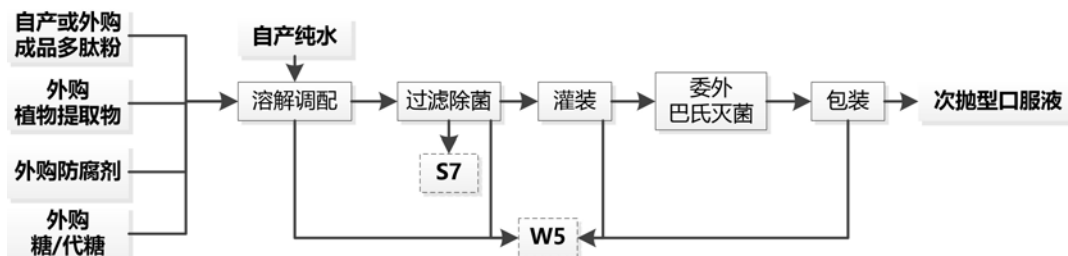 自产或外购
成品多肽粉
外购
植物提取物
外购防腐剂
外购
糖/代糖
自产纯水
溶解调配
过滤除菌
灌装
委外
巴氏灭菌
包装
次抛型口服液
S7
W5